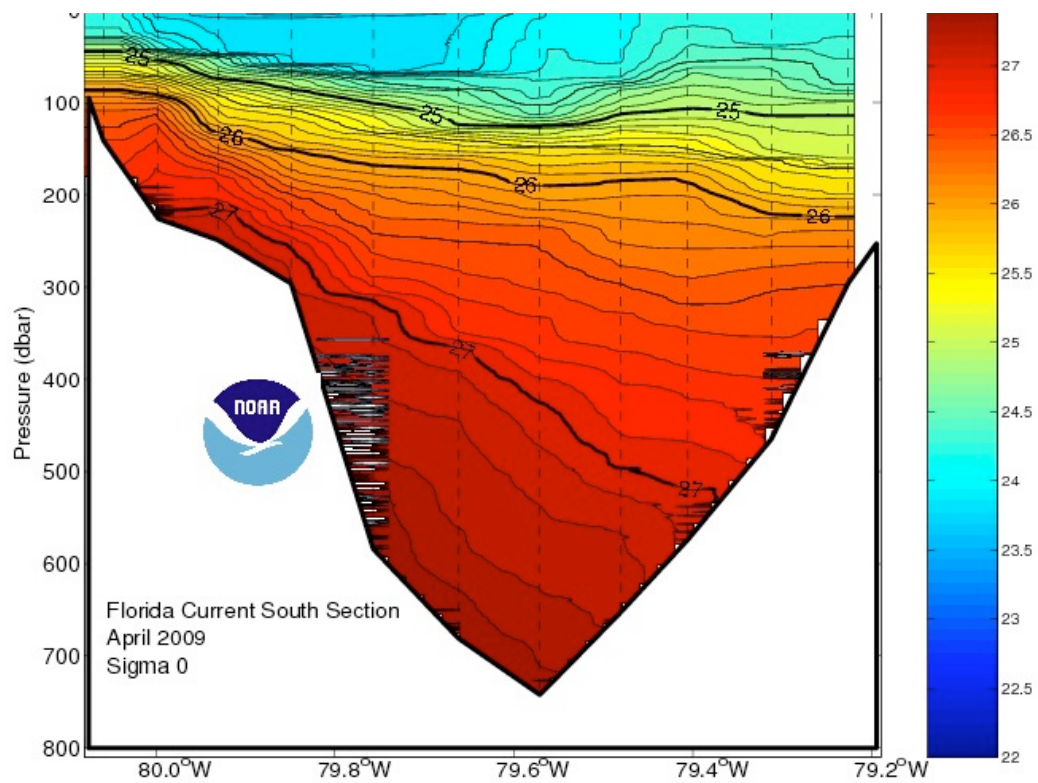 0
100
200
300
400
500
600
700
800
Pressure (dbar)
25
25
25
26
26
26
27
27
27
NOAA
Florida Current South Section
April 2009
Sigma 0
80.0°W
79.8°W
79.6°W
79.4°W
79.2°W
27
26.5
26
25.5
25
24.5
24
23.5
23
22.5
22